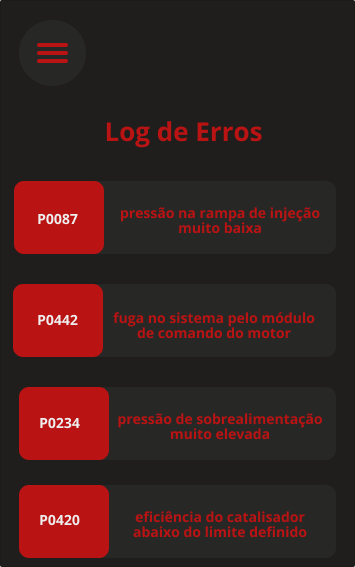 Log de Erros
P0087
pressão na rampa de injeção
muito baixa
P0442
fuga no sistema pelo módulo
de comando do motor
P0234
pressão de sobrealimentação
muito elevada
P0420
eficiência do catalisador
abaixo do limite definido